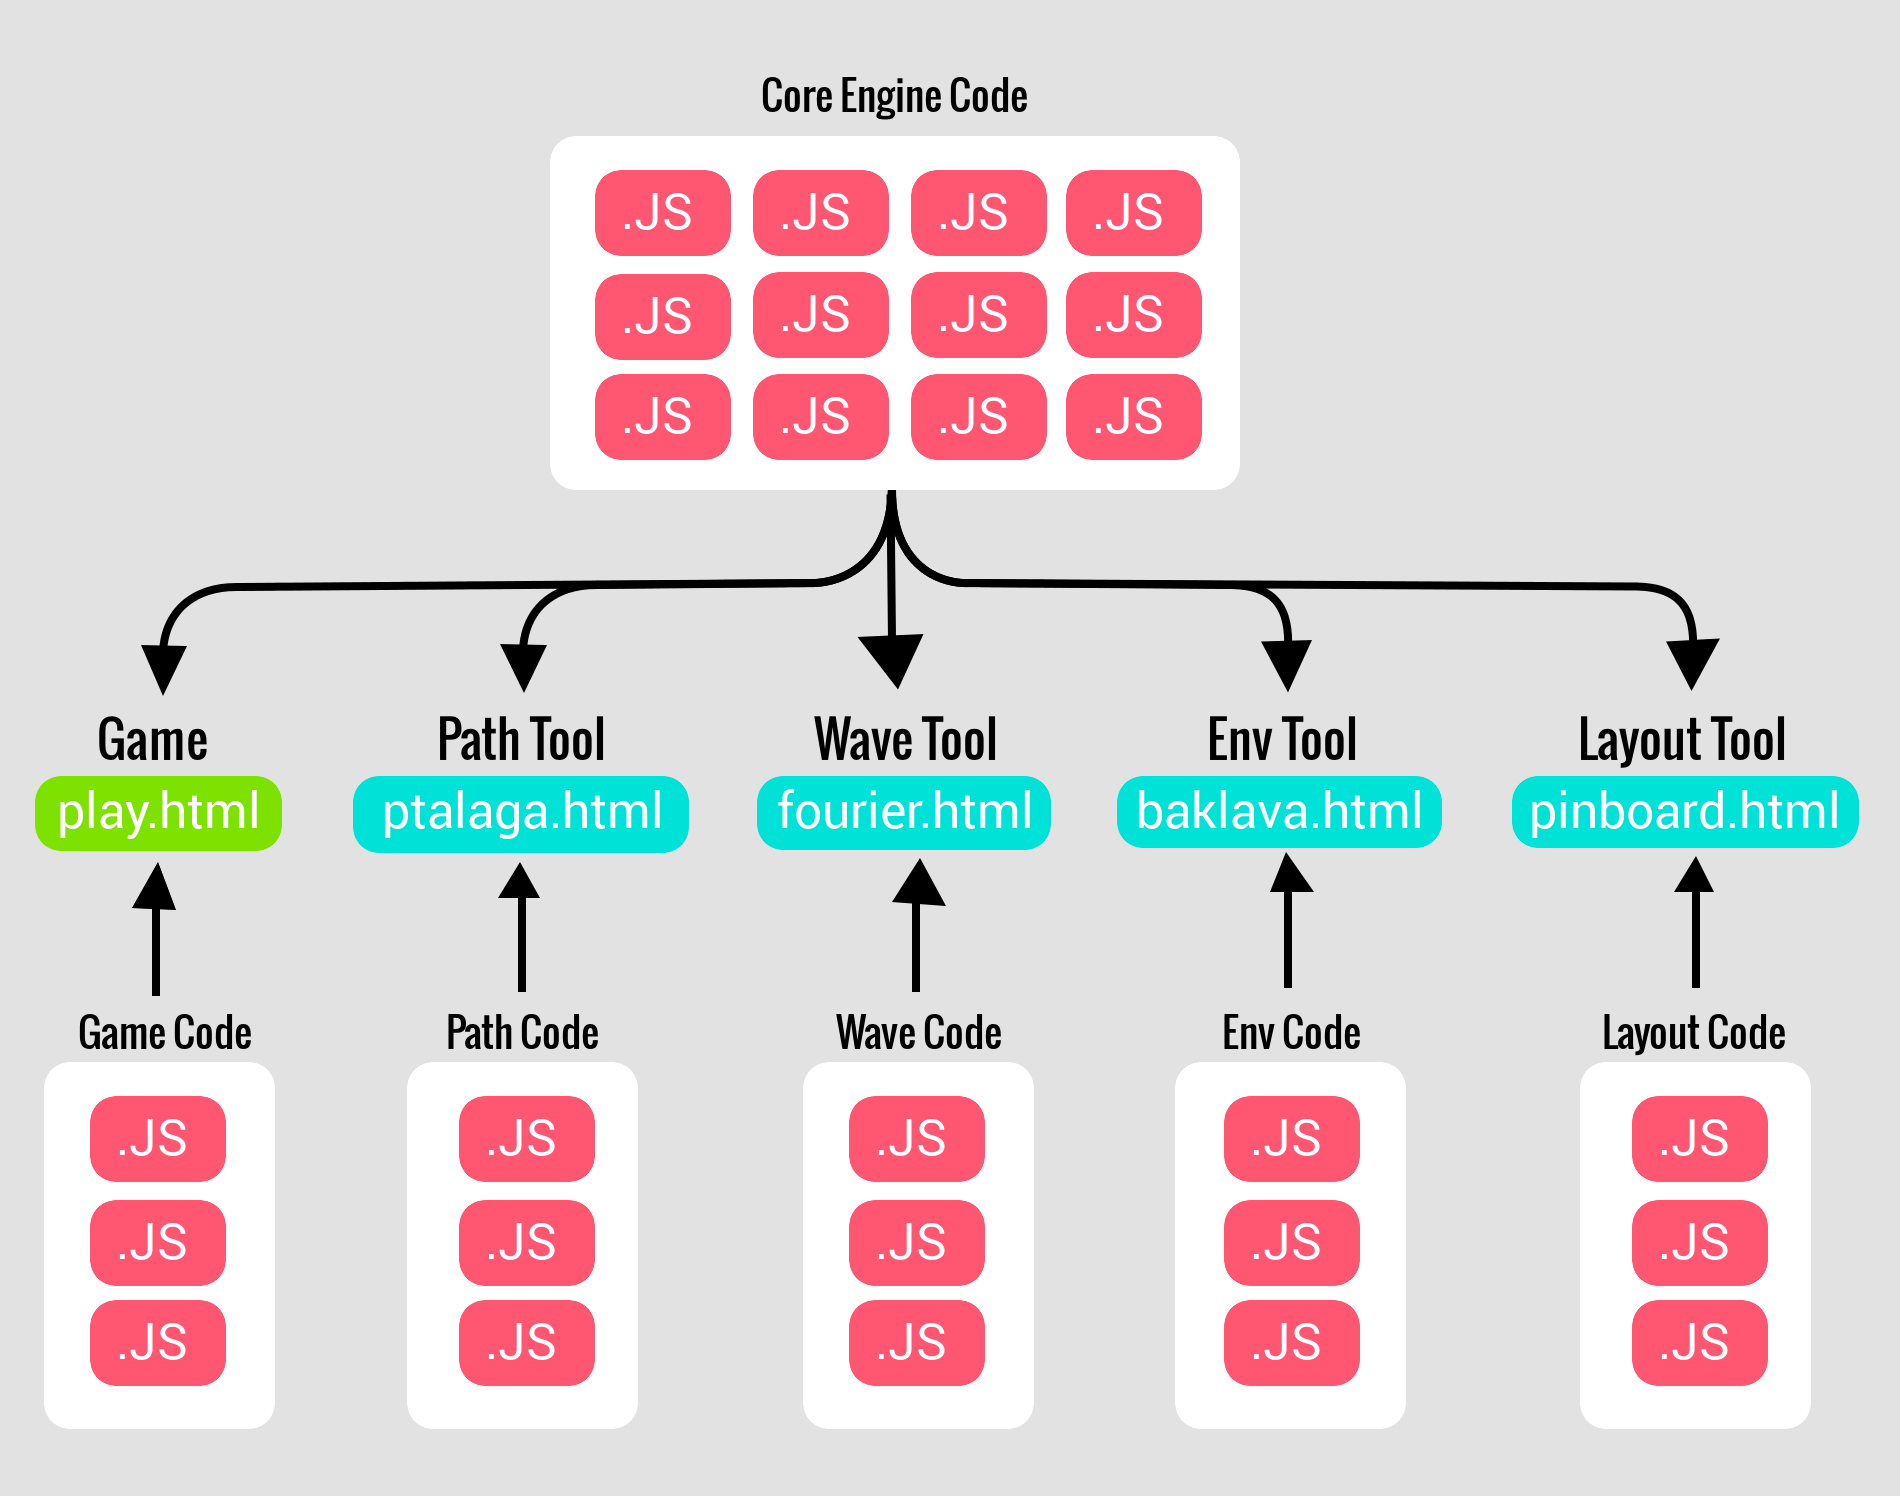 Core Engine Code
.JS .JS .JS .JS
.JS .JS .JS .JS
.JS .JS .JS .JS
Game Path Tool Wave Tool Env Tool Layout Tool
play.html ptalaga.html fourier.html baklava.html pinboard.html
Game Code Path Code Wave Code Env Code Layout Code
.JS .JS .JS .JS .JS
.JS .JS .JS .JS .JS
.JS .JS .JS .JS .JS